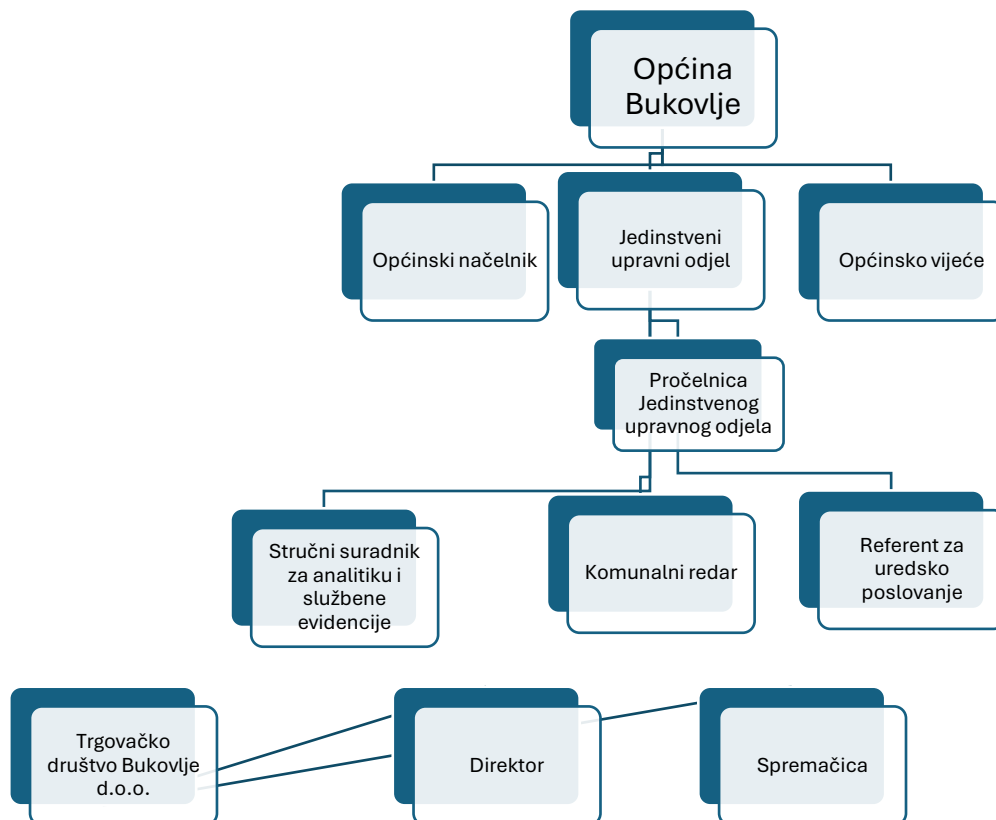 Općina
Bukovlje
Općinski načelnik
Jedinstveni
upravni odjel
Općinsko vijeće
Pročelnica
Jedinstvenog
upravnog odjela
Stručni suradnik
za analitiku i
službene
evidencije
Komunalni redar
Referent za
uredsko
poslovanje
Trgovačko
društvo Bukovlje
d.o.o.
Direktor
Spremačica